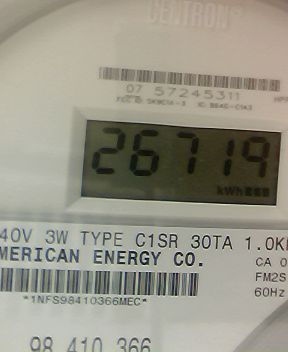 CENTRON®
07 57245311
26719
kWh
40V 3W TYPE C1SR 30TA 1.0K
MERICAN ENERGY CO.
CA 0
FM2S
*1NFS98410366MEC*
60Hz
98 410 366